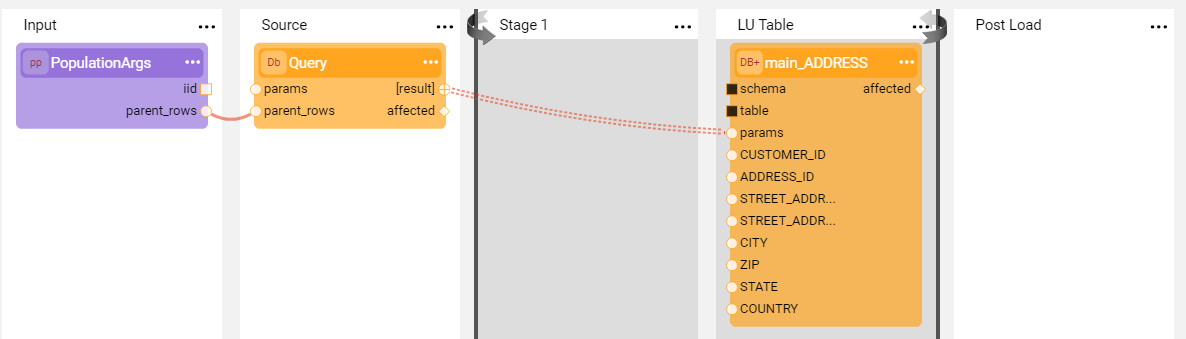 Input ...
Source ...
Stage 1 ...
LU Table ...
Post Load ...
pp PopulationArgs ...
iid
parent_rows
Db Query ...
params [result]
parent_rows affected
DB+ main_ADDRESS ...
schema affected
table
params
CUSTOMER_ID
ADDRESS_ID
STREET_ADDR...
STREET_ADDR...
CITY
ZIP
STATE
COUNTRY